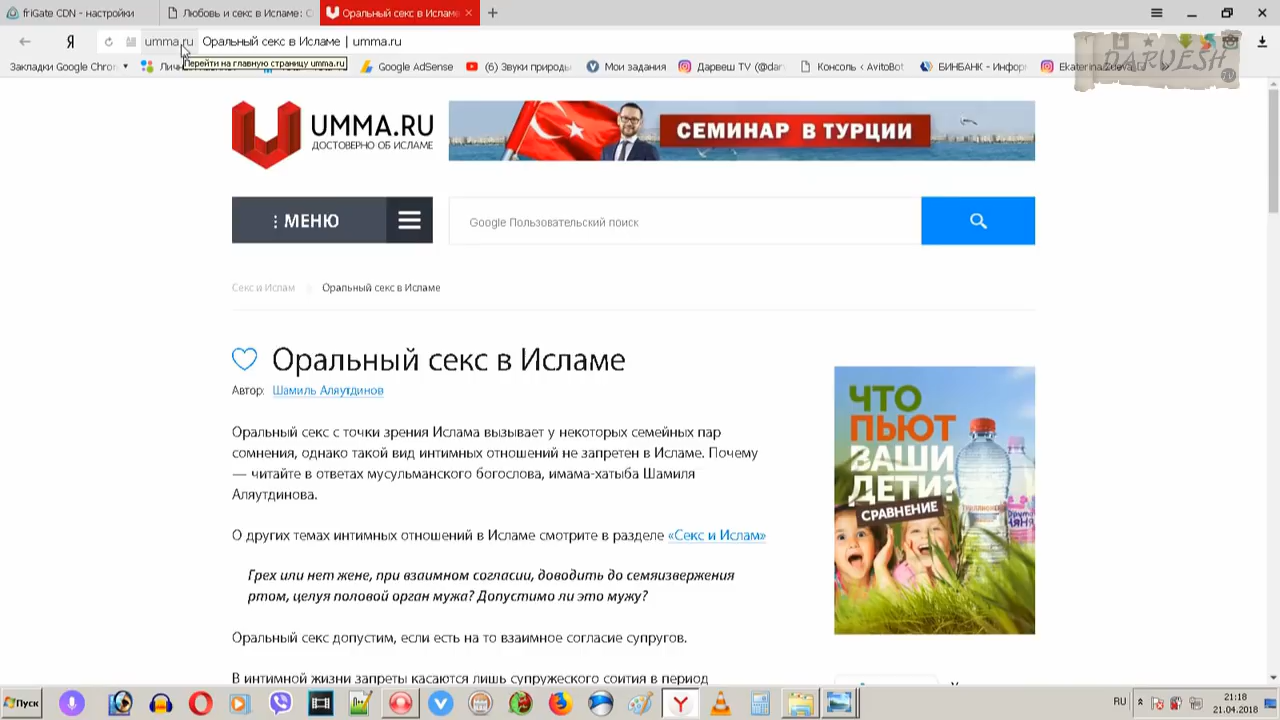 friGate CDN - настройки
Любовь и секс в Исламе: С
Оральный секс в Исламе
Я
umma.ru
Оральный секс в Исламе | umma.ru
Перейти на главную страницу umma.ru
Закладки Google Chro
Google AdSense
(6) Звуки природы
Мои задания
Дарвеш TV (@dar
Консоль ‹ AvitoBot
БИНБАНК - Инфор
Ekaterina
DARVESH
TV
UMMA.RU
ДОСТОВЕРНО ОБ ИСЛАМЕ
СЕМИНАР В ТУРЦИИ
МЕНЮ
Google Пользовательский поиск
Секс и Ислам
Оральный секс в Исламе
Оральный секс в Исламе
Автор: Шамиль Аляутдинов
Оральный секс с точки зрения Ислама вызывает у некоторых семейных пар
сомнения, однако такой вид интимных отношений не запретен в Исламе. Почему
— читайте в ответах мусульманского богослова, имама-хатыба Шамиля
Аляутдинова.
О других темах интимных отношений в Исламе смотрите в разделе «Секс и Ислам»
Грех или нет жене, при взаимном согласии, доводить до семяизвержения
ртом, целуя половой орган мужа? Допустимо ли это мужу?
Оральный секс допустим, если есть на то взаимное согласие супругов.
В интимной жизни запреты касаются лишь супружеского соития в период
ЧТО
ПЬЮТ
ВАШИ
ДЕТИ?
СРАВНЕНИЕ
Пуск
RU
21:18
21.04.2018